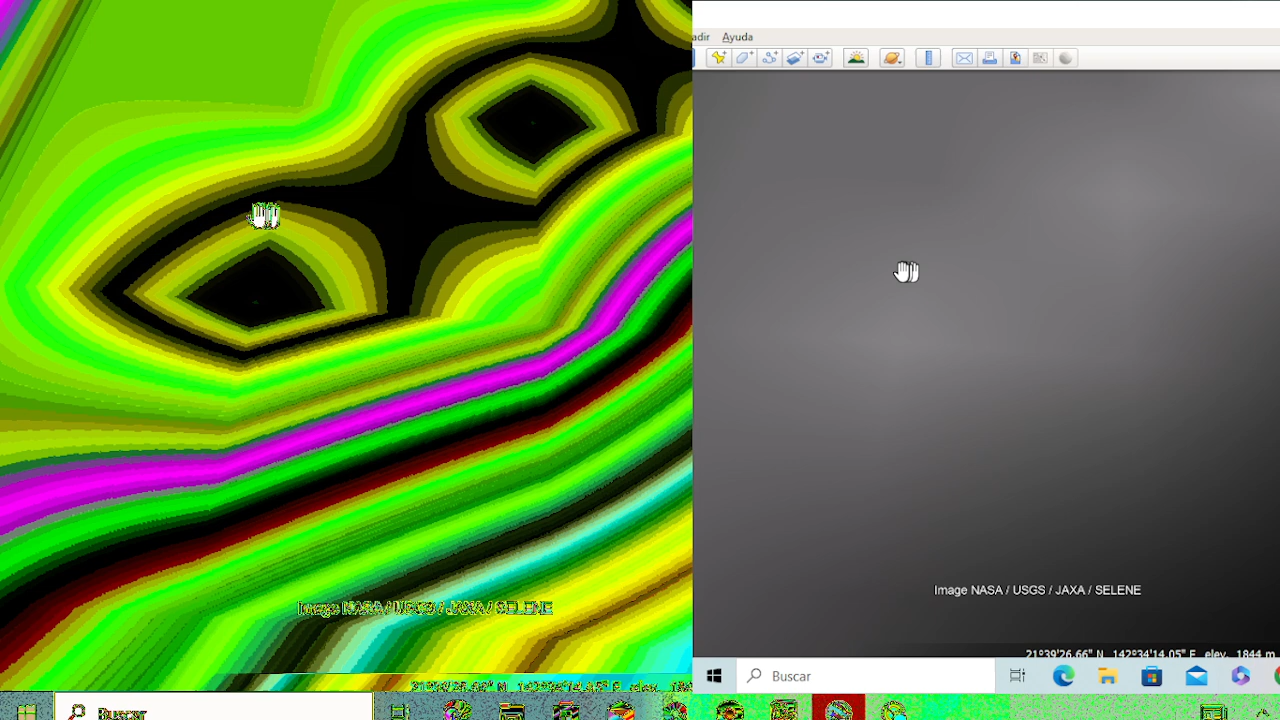 adir Ayuda
Image NASA / USGS / JAXA / SELENE
Image NASA / USGS / JAXA / SELENE
21°39'26.66" N 142°34'14.05" E elev. 1844 m
Buscar
Buscar